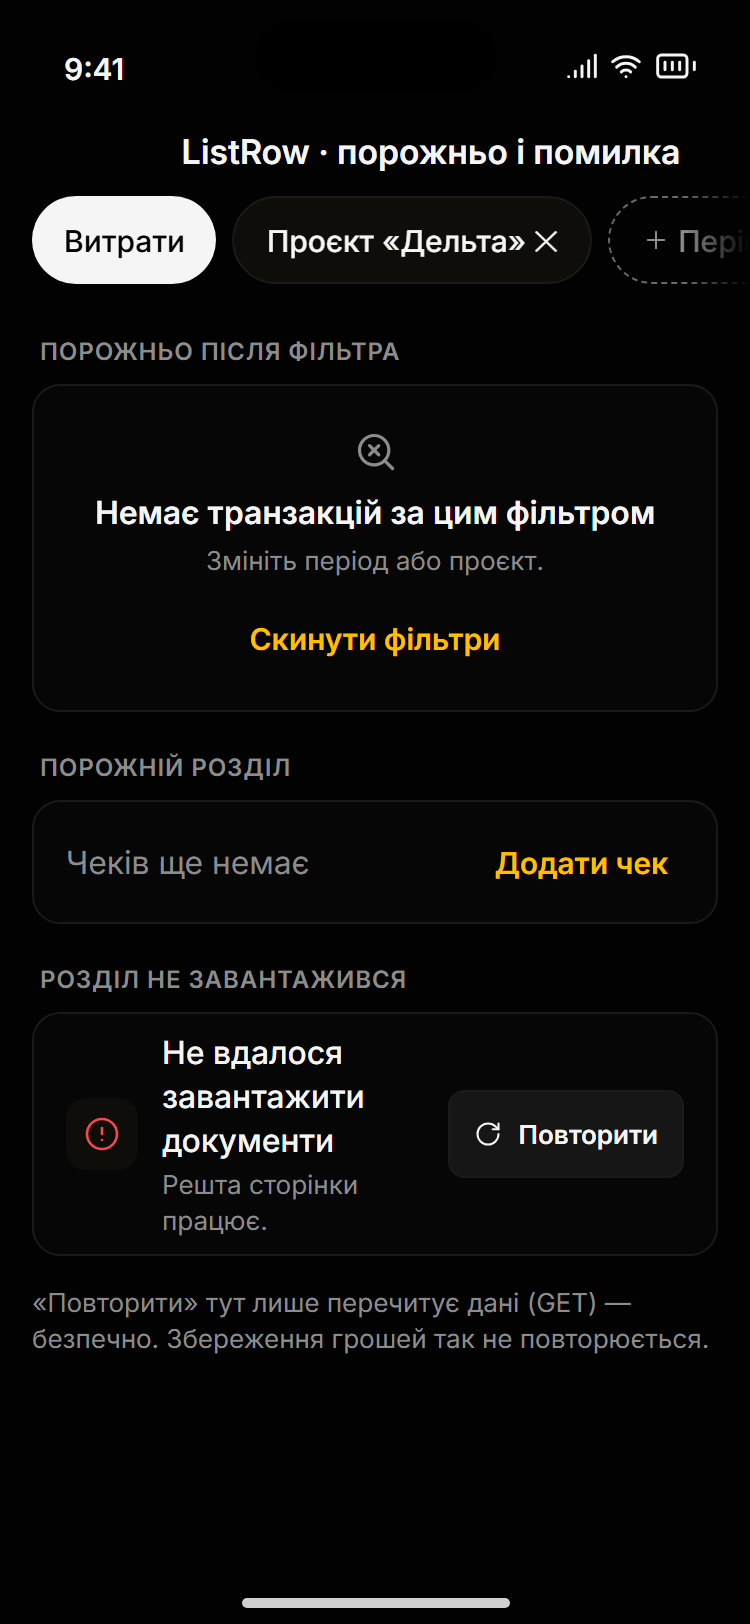 9:41
ListRow · порожньо і помилка
Витрати
Проєкт «Дельта»
+ Пері
ПОРОЖНЬО ПІСЛЯ ФІЛЬТРА
Немає транзакцій за цим фільтром
Змініть період або проєкт.
Скинути фільтри
ПОРОЖНІЙ РОЗДІЛ
Чеків ще немає
Додати чек
РОЗДІЛ НЕ ЗАВАНТАЖИВСЯ
Не вдалося
завантажити
документи
Решта сторінки
працює.
Повторити
«Повторити» тут лише перечитує дані (GET) —
безпечно. Збереження грошей так не повторюється.